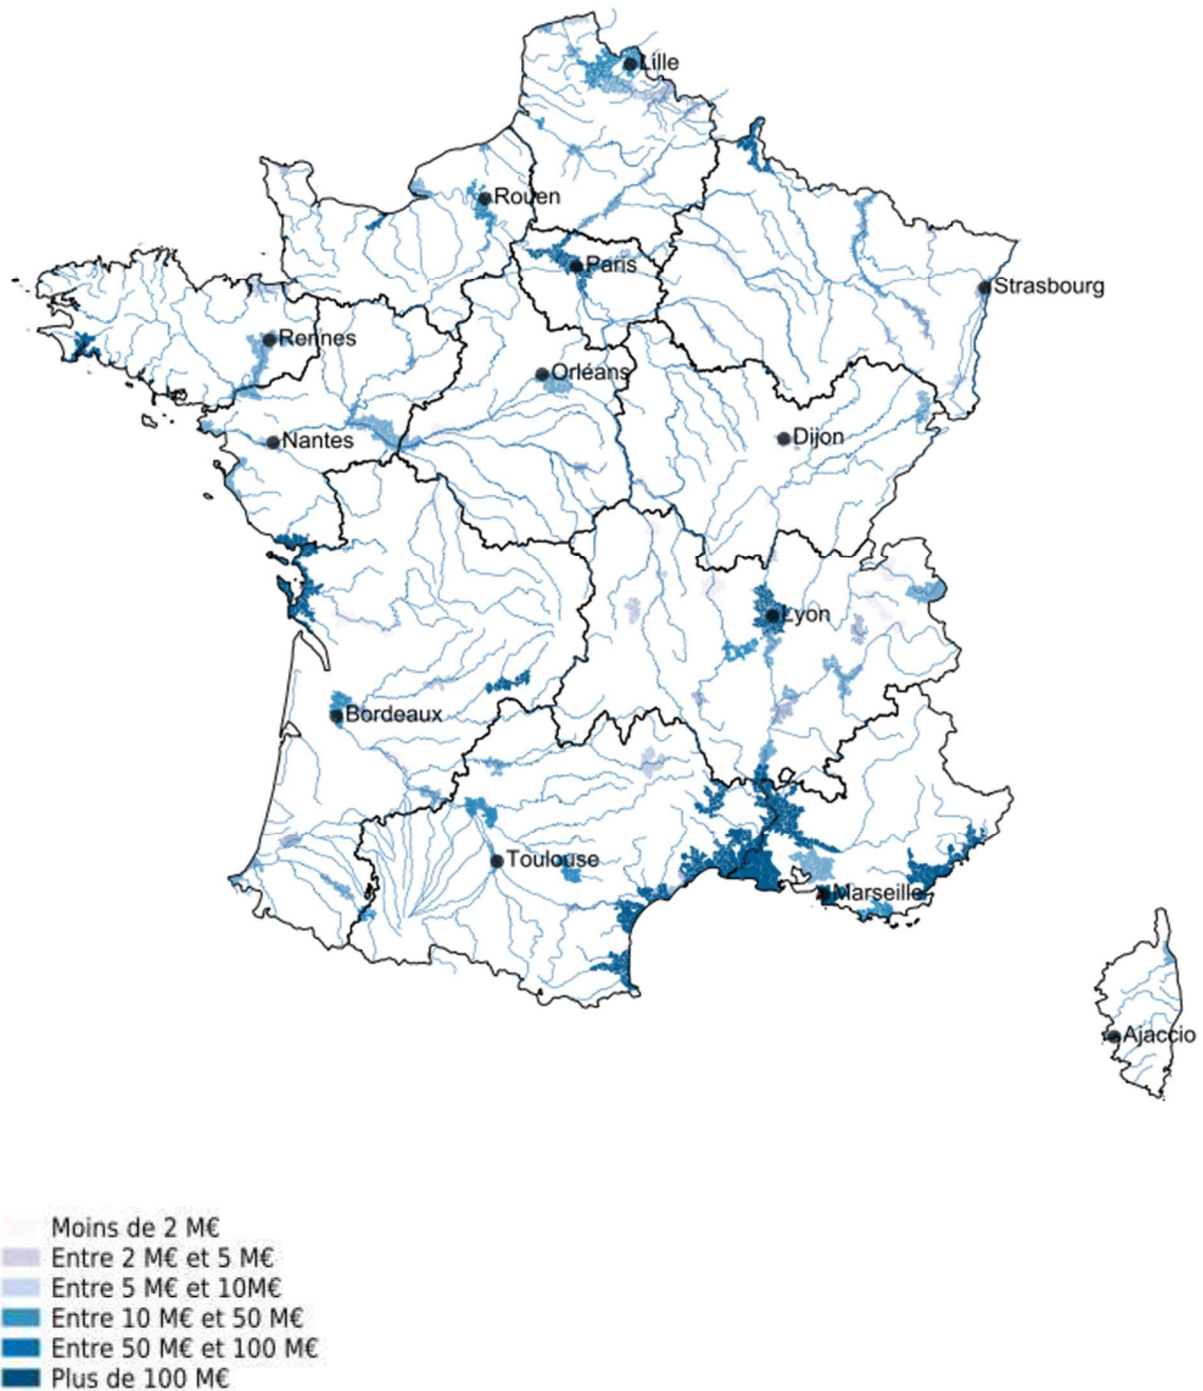 Lille
Rouen
Paris
Strasbourg
Rennes
Orléans
Nantes
Dijon
Lyon
Bordeaux
Toulouse
Marseille
Ajaccio
Moins de 2 M€
Entre 2 M€ et 5 M€
Entre 5 M€ et 10M€
Entre 10 M€ et 50 M€
Entre 50 M€ et 100 M€
Plus de 100 M€